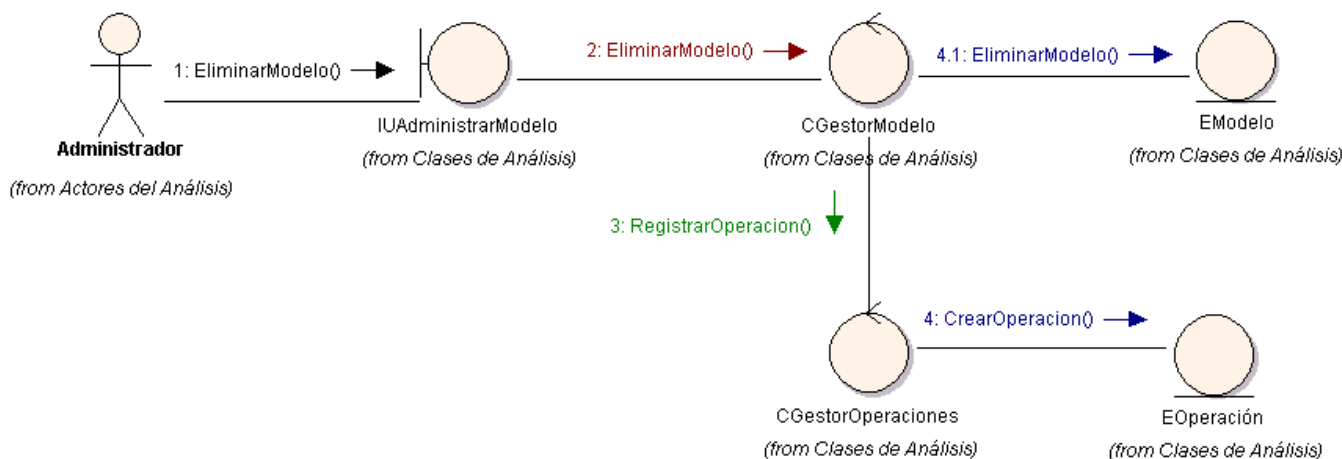 1: EliminarModelo()
2: EliminarModelo()
4.1: EliminarModelo()
IUAdministrarModelo
CGestorModelo
EModelo
Administrador
(from Clases de Análisis)
(from Clases de Análisis)
(from Clases de Análisis)
(from Actores del Análisis)
3: RegistrarOperacion()
4: CrearOperacion()
CGestorOperaciones
EOperación
(from Clases de Análisis)
(from Clases de Análisis)